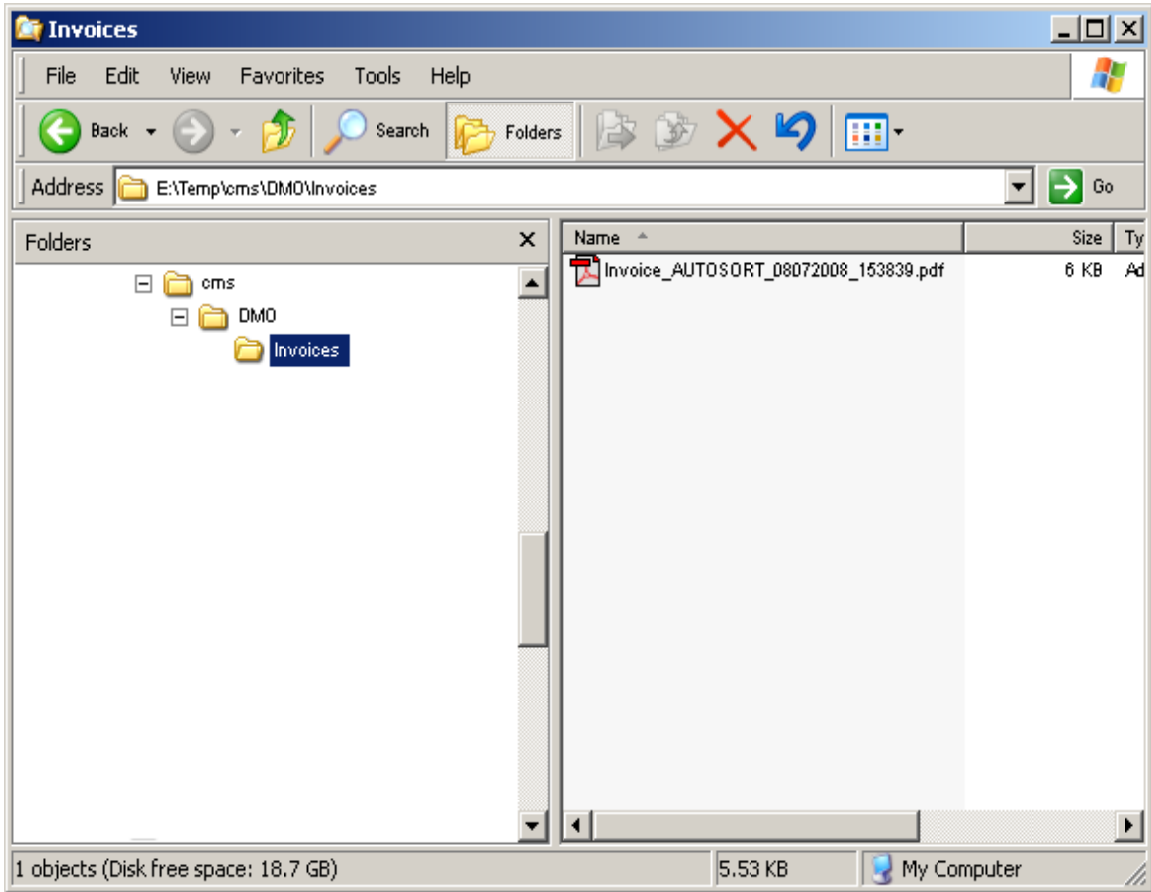 Invoices
File Edit View Favorites Tools Help
Back Search Folders
Address E:\Temp\cms\DMO\Invoices Go
Folders Name Size Ty
cms Invoice_AUTOSORT_08072008_153839.pdf 6 KB Ad
DMO
Invoices
1 objects (Disk free space: 18.7 GB) 5.53 KB My Computer